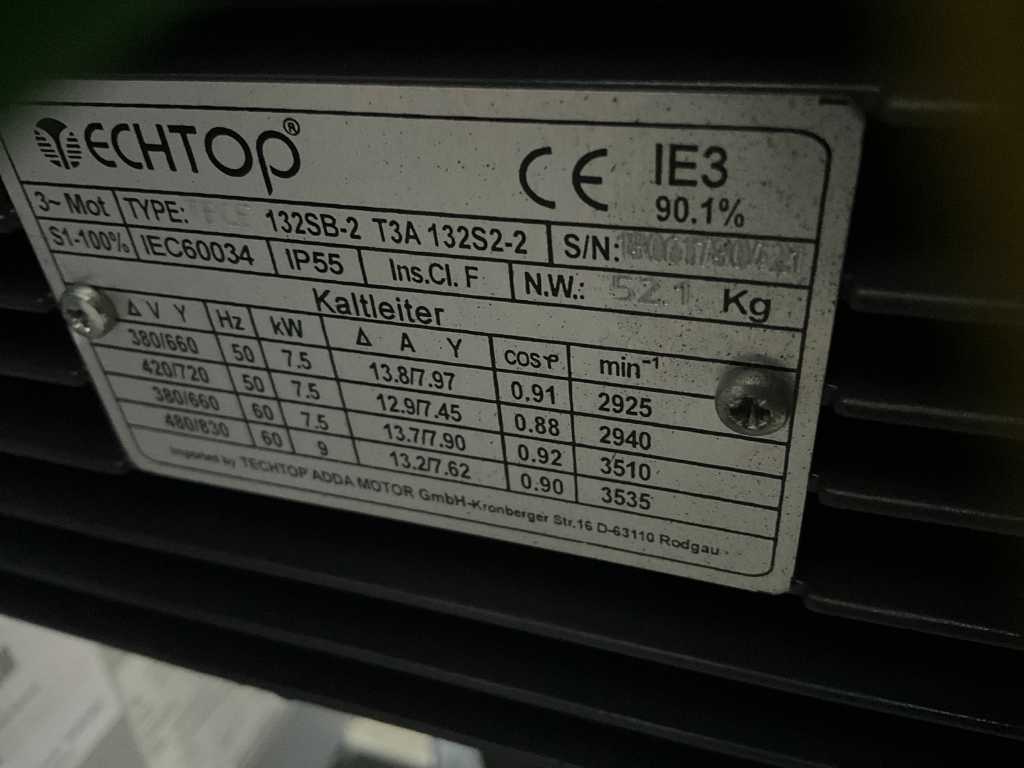 TECHTOP®
CE IE3
90.1%
3~ Mot TYPE: 132SB-2 T3A 132S2-2 S/N:
S1-100% IEC60034 IP55 Ins.Cl. F N.W.: 52.1 Kg
Kaltleiter
Δ V Y Hz kW Δ A Y cosφ min⁻¹
380/660 50 7.5 13.8/7.97 0.91 2925
420/720 50 7.5 12.9/7.45 0.88 2940
380/660 60 7.5 13.7/7.90 0.92 3510
480/830 60 9 13.2/7.62 0.90 3535
Imported by TECHTOP ADDA MOTOR GmbH-Kronberger Str.16 D-63110 Rodgau